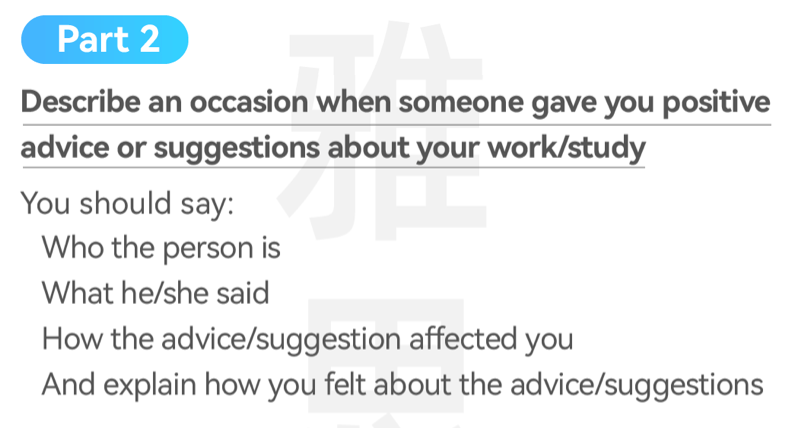 Part 2
Describe an occasion when someone gave you positive
advice or suggestions about your work/study
You should say:
Who the person is
What he/she said
How the advice/suggestion affected you
And explain how you felt about the advice/suggestions
雅